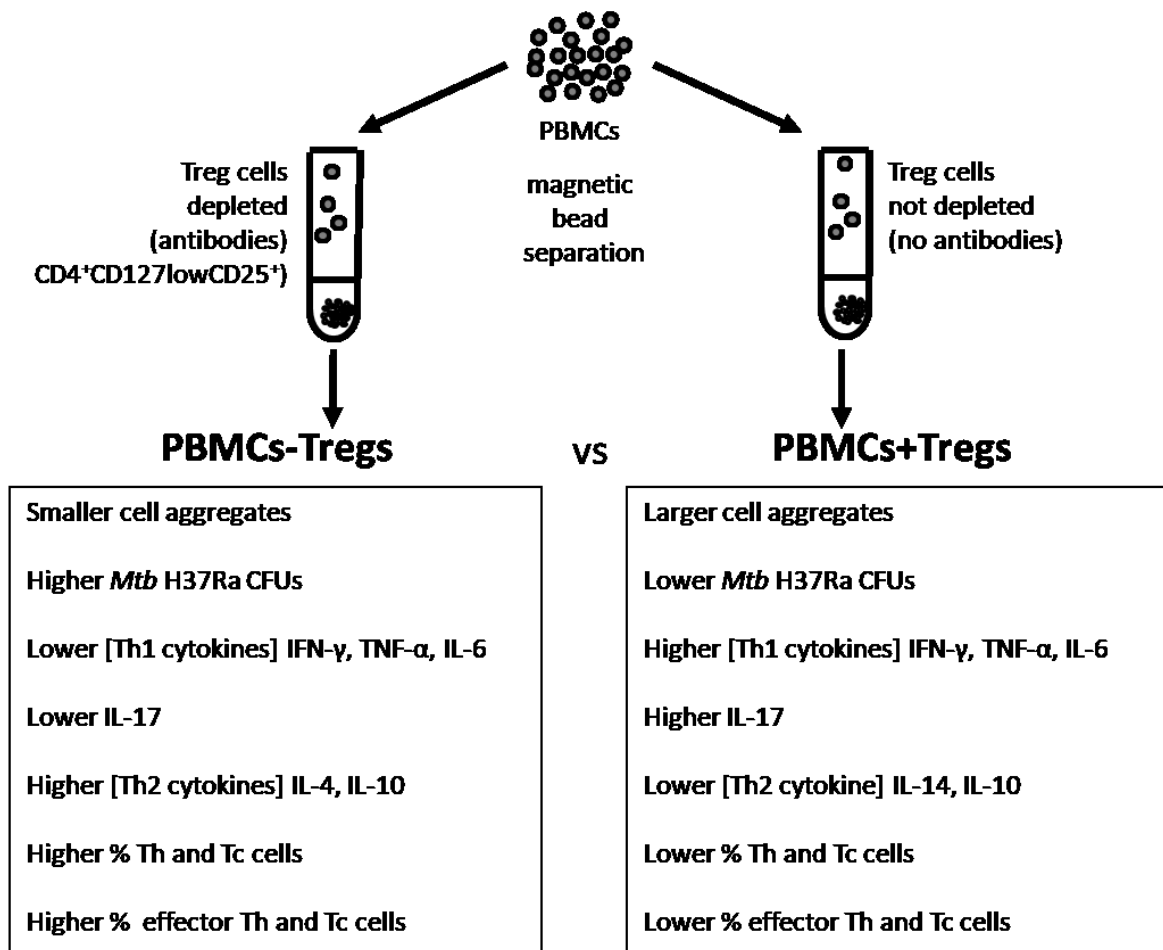 PBMCs
magnetic
bead
separation
Treg cells
depleted
(antibodies)
CD4⁺CD127lowCD25⁺)
Treg cells
not depleted
(no antibodies)
PBMCs-Tregs
vs
PBMCs+Tregs
Smaller cell aggregates
Higher Mtb H37Ra CFUs
Lower [Th1 cytokines] IFN-γ, TNF-α, IL-6
Lower IL-17
Higher [Th2 cytokines] IL-4, IL-10
Higher % Th and Tc cells
Higher % effector Th and Tc cells
Larger cell aggregates
Lower Mtb H37Ra CFUs
Higher [Th1 cytokines] IFN-γ, TNF-α, IL-6
Higher IL-17
Lower [Th2 cytokine] IL-14, IL-10
Lower % Th and Tc cells
Lower % effector Th and Tc cells